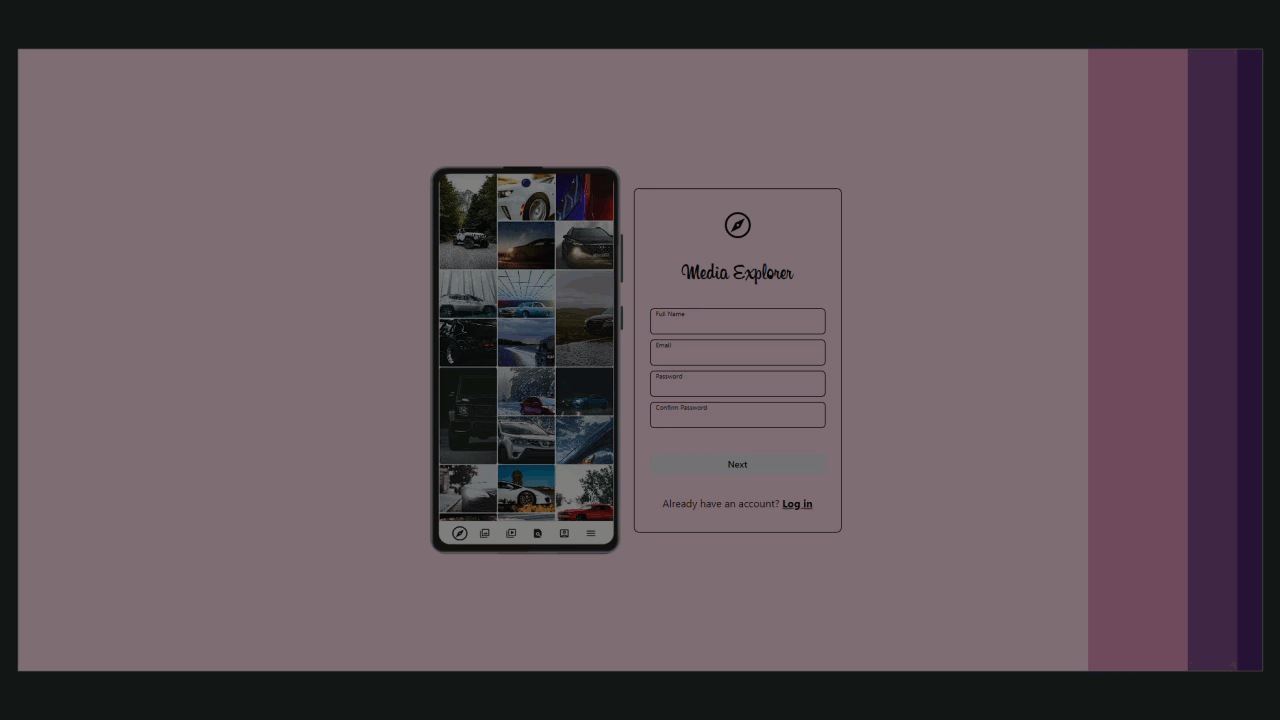 Media Explorer
Full Name
Email
Password
Confirm Password
Next
Already have an account? Log in